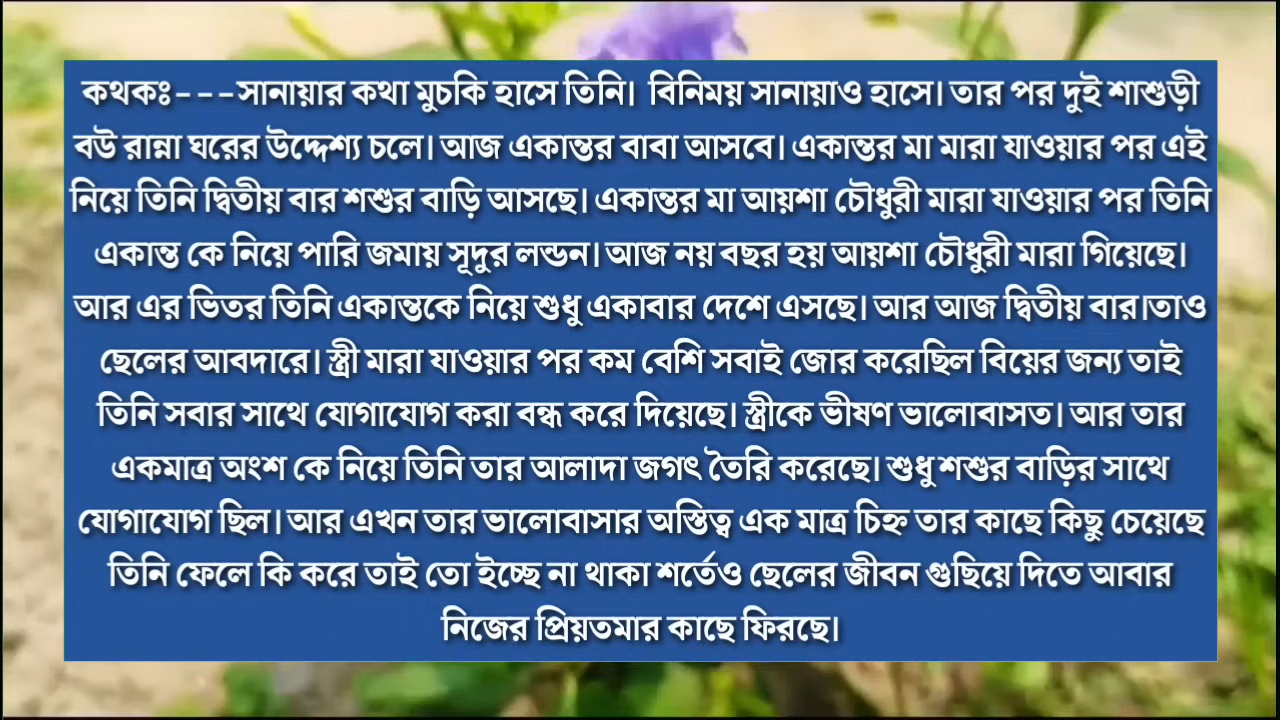 কথকঃ---সানায়ার কথা মুচকি হাসে তিনি। বিনিময় সানায়াও হাসে। তার পর দুই শাশুড়ী
বউ রান্না ঘরের উদ্দেশ্য চলে। আজ একান্তর বাবা আসবে। একান্তর মা মারা যাওয়ার পর এই
নিয়ে তিনি দ্বিতীয় বার শশুর বাড়ি আসছে। একান্তর মা আয়শা চৌধুরী মারা যাওয়ার পর তিনি
একান্ত কে নিয়ে পারি জমায় সূদুর লন্ডন। আজ নয় বছর হয় আয়শা চৌধুরী মারা গিয়েছে।
আর এর ভিতর তিনি একান্তকে নিয়ে শুধু একাবার দেশে এসছে। আর আজ দ্বিতীয় বার।তাও
ছেলের আবদারে। স্ত্রী মারা যাওয়ার পর কম বেশি সবাই জোর করেছিল বিয়ের জন্য তাই
তিনি সবার সাথে যোগাযোগ করা বন্ধ করে দিয়েছে। স্ত্রীকে ভীষণ ভালোবাসত। আর তার
একমাত্র অংশ কে নিয়ে তিনি তার আলাদা জগৎ তৈরি করেছে। শুধু শশুর বাড়ির সাথে
যোগাযোগ ছিল। আর এখন তার ভালোবাসার অস্তিত্ব এক মাত্র চিহ্ন তার কাছে কিছু চেয়েছে
তিনি ফেলে কি করে তাই তো ইচ্ছে না থাকা শর্তেও ছেলের জীবন গুছিয়ে দিতে আবার
নিজের প্রিয়তমার কাছে ফিরছে।